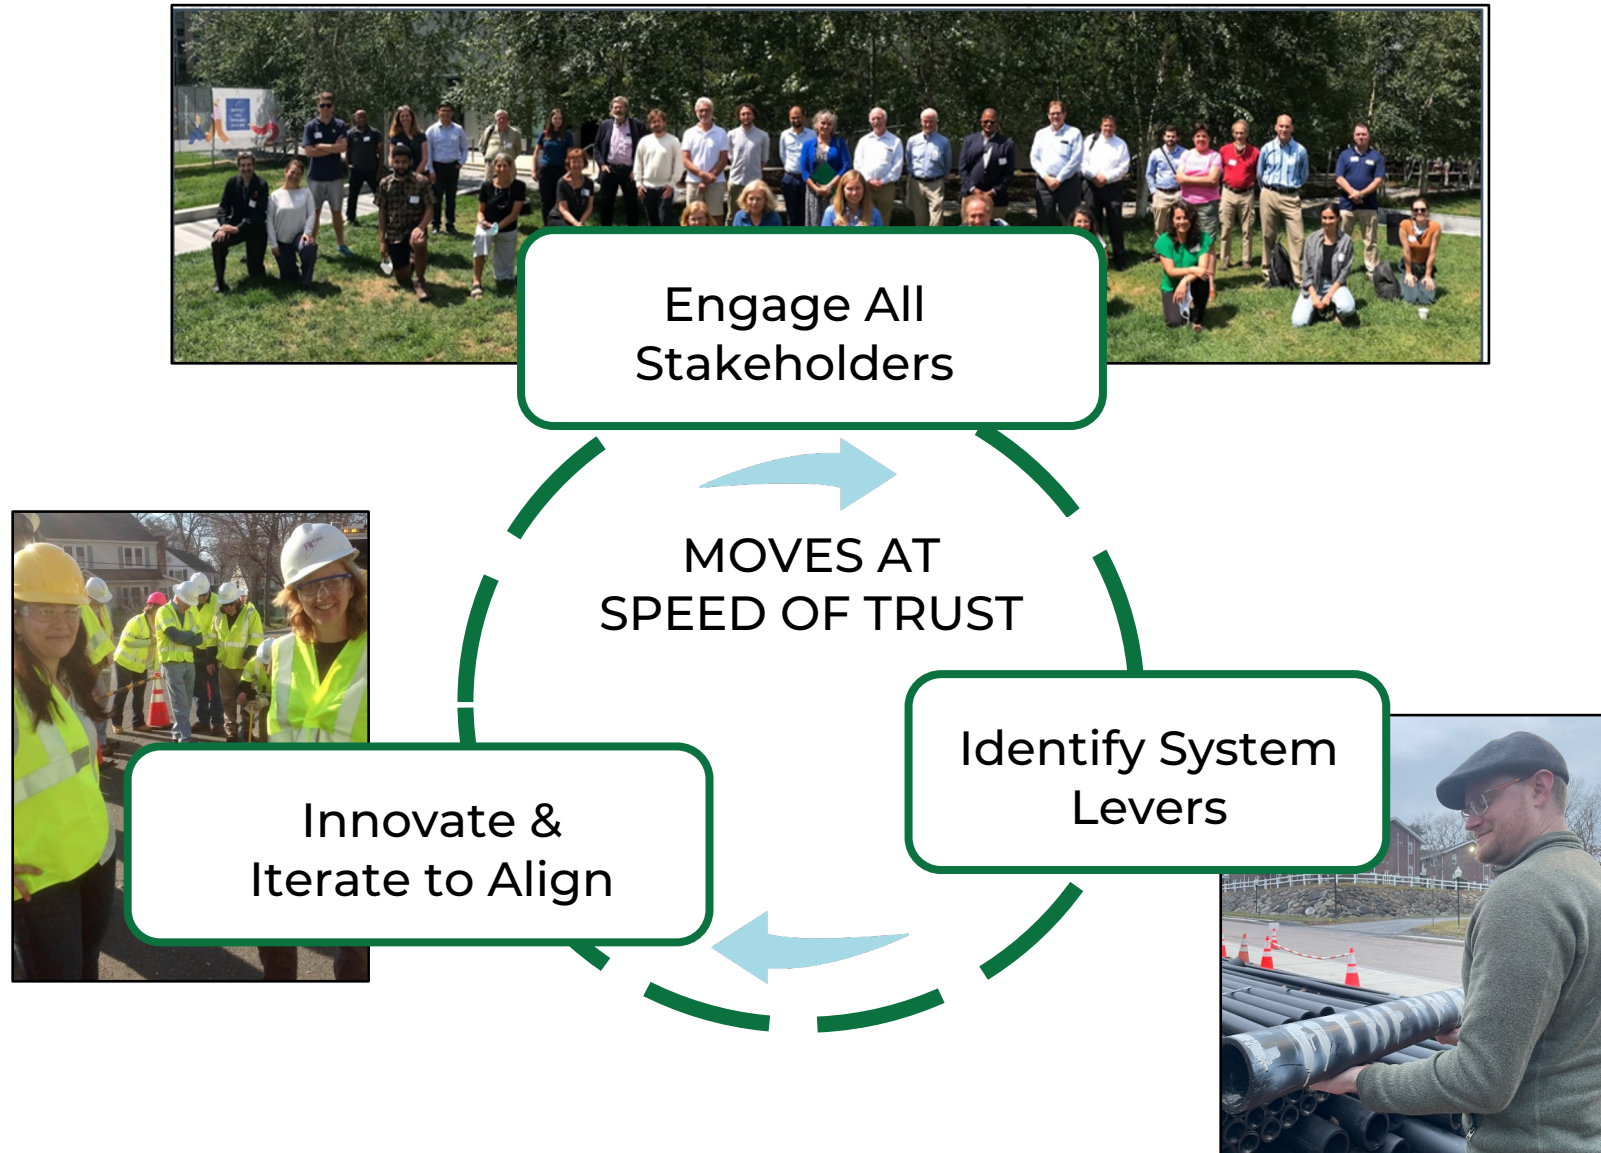 Engage All
Stakeholders
MOVES AT
SPEED OF TRUST
Identify System
Levers
Innovate &
Iterate to Align